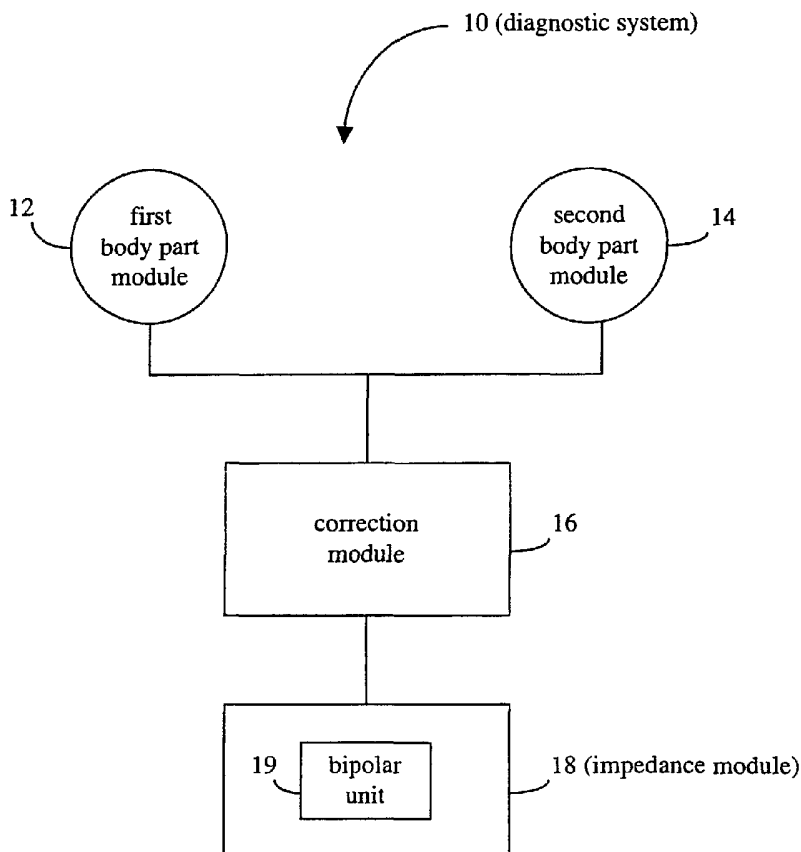 10 (diagnostic system)
12
first
body part
module
second
body part
module
14
correction
module
16
19
bipolar
unit
18 (impedance module)